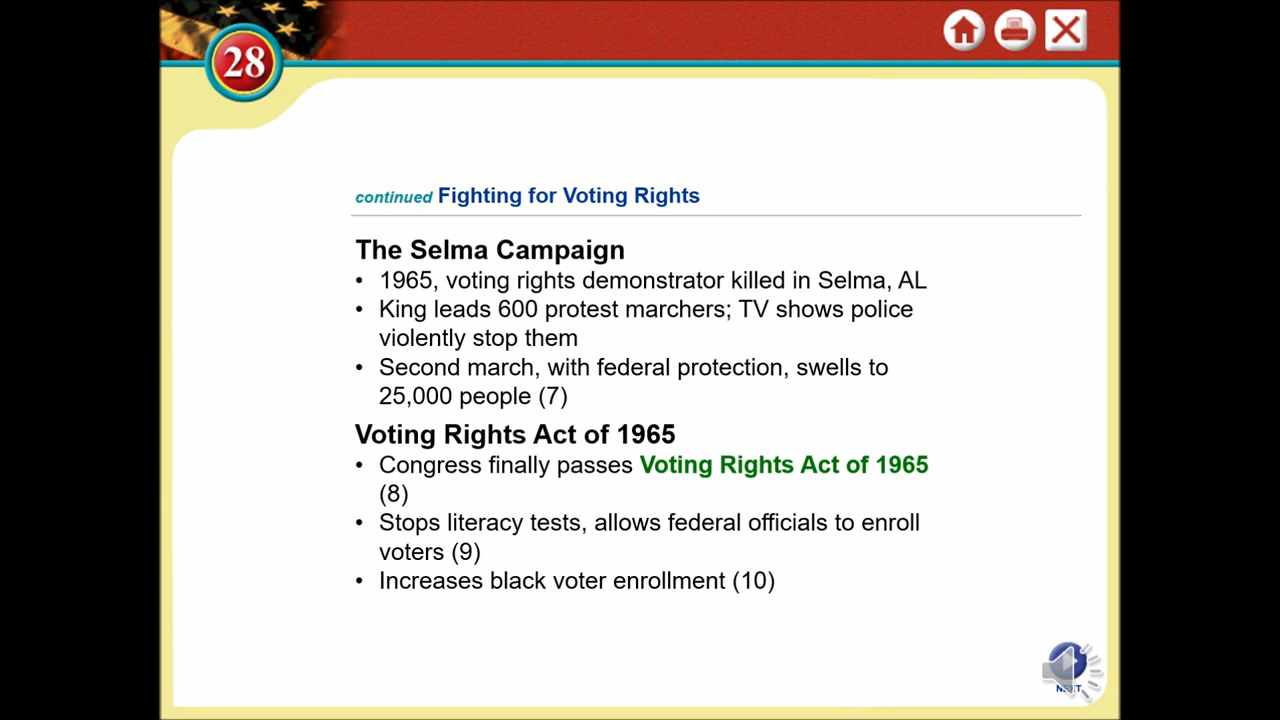 28
continued Fighting for Voting Rights
The Selma Campaign
• 1965, voting rights demonstrator killed in Selma, AL
• King leads 600 protest marchers; TV shows police
violently stop them
• Second march, with federal protection, swells to
25,000 people (7)
Voting Rights Act of 1965
• Congress finally passes Voting Rights Act of 1965
(8)
• Stops literacy tests, allows federal officials to enroll
voters (9)
• Increases black voter enrollment (10)
NEXT